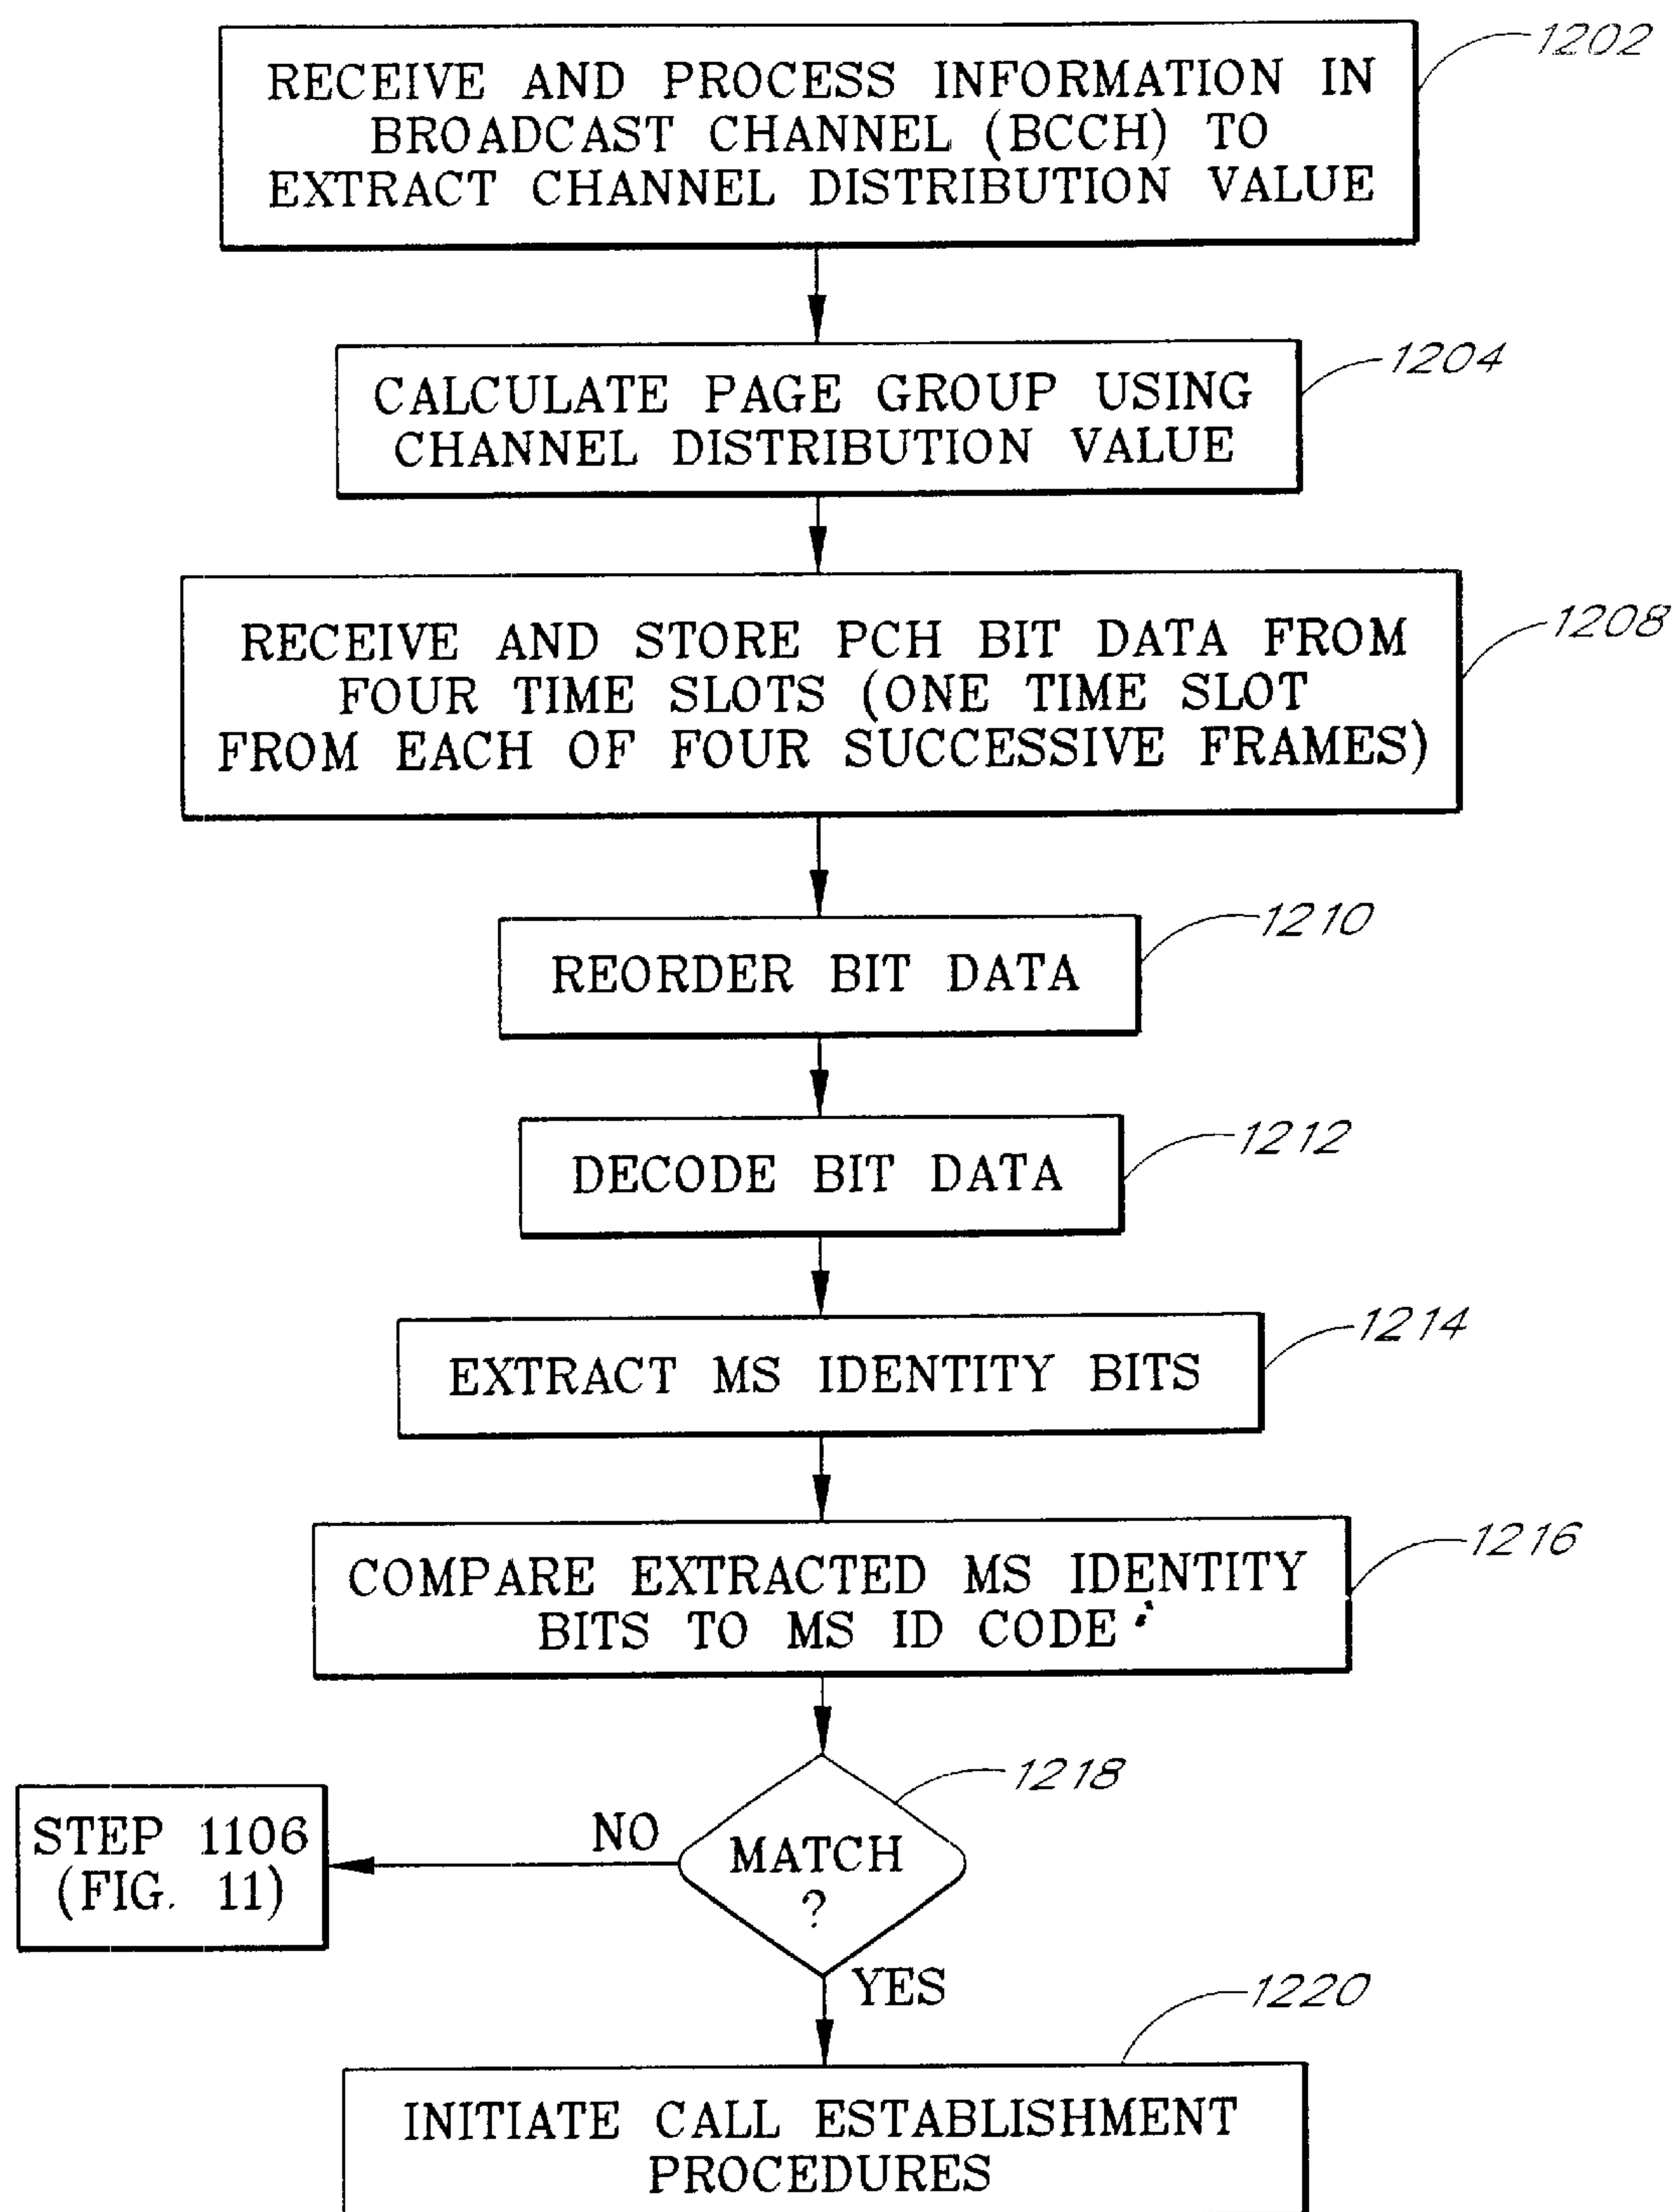 1202
RECEIVE AND PROCESS INFORMATION IN
BROADCAST CHANNEL (BCCH) TO
EXTRACT CHANNEL DISTRIBUTION VALUE
1204
CALCULATE PAGE GROUP USING
CHANNEL DISTRIBUTION VALUE
1208
RECEIVE AND STORE PCH BIT DATA FROM
FOUR TIME SLOTS (ONE TIME SLOT
FROM EACH OF FOUR SUCCESSIVE FRAMES)
1210
REORDER BIT DATA
1212
DECODE BIT DATA
1214
EXTRACT MS IDENTITY BITS
1216
COMPARE EXTRACTED MS IDENTITY
BITS TO MS ID CODE
1218
MATCH
?
NO
STEP 1106
(FIG. 11)
YES
1220
INITIATE CALL ESTABLISHMENT
PROCEDURES